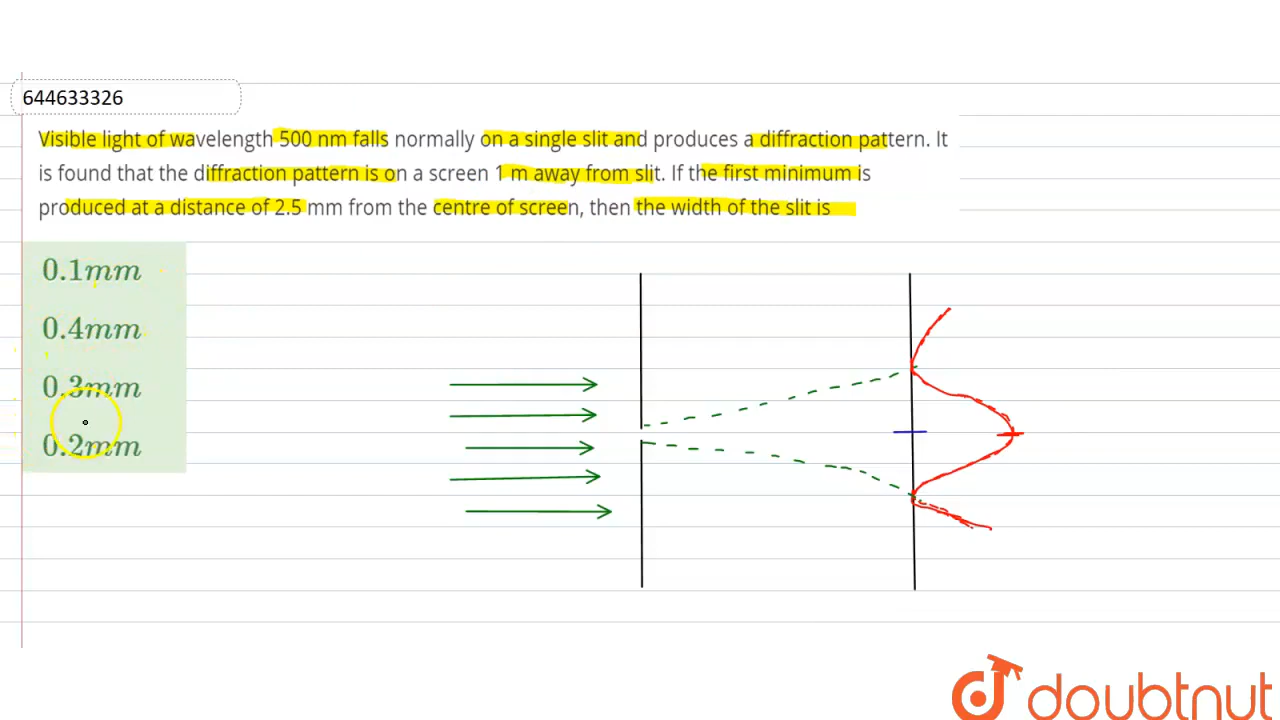 644633326
Visible light of wavelength 500 nm falls normally on a single slit and produces a diffraction pattern. It
is found that the diffraction pattern is on a screen 1 m away from slit. If the first minimum is
produced at a distance of 2.5 mm from the centre of screen, then the width of the slit is
0.1mm
0.4mm
0.3mm
0.2mm
doubtnut